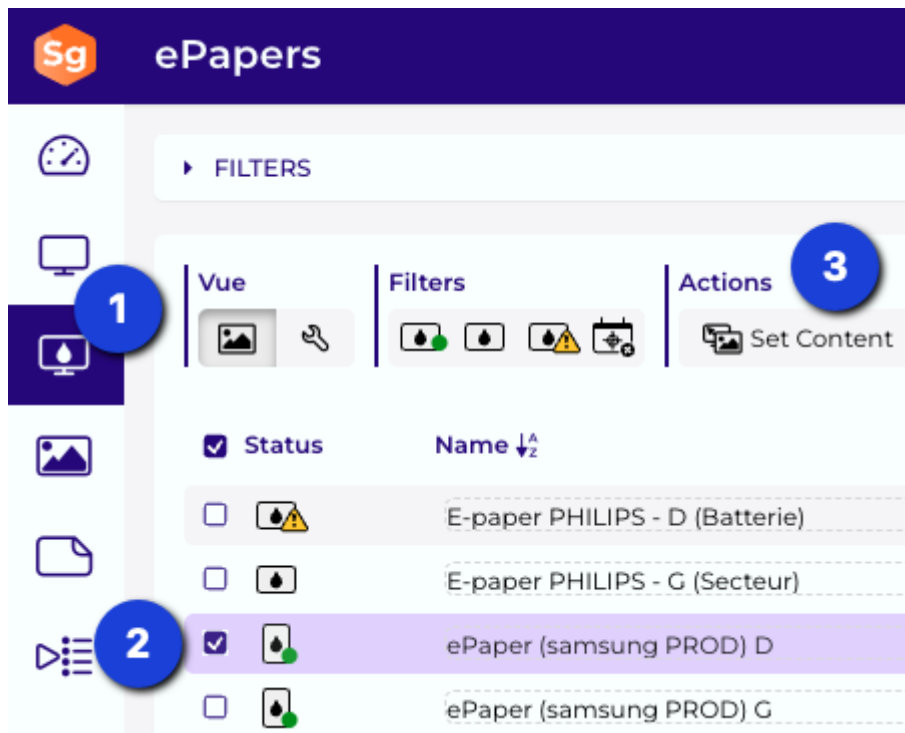 Sg ePapers
FILTERS
1 Vue Filters Actions 3
Set Content
Status Name
E-paper PHILIPS - D (Batterie)
E-paper PHILIPS - G (Secteur)
2 ePaper (samsung PROD) D
ePaper (samsung PROD) G